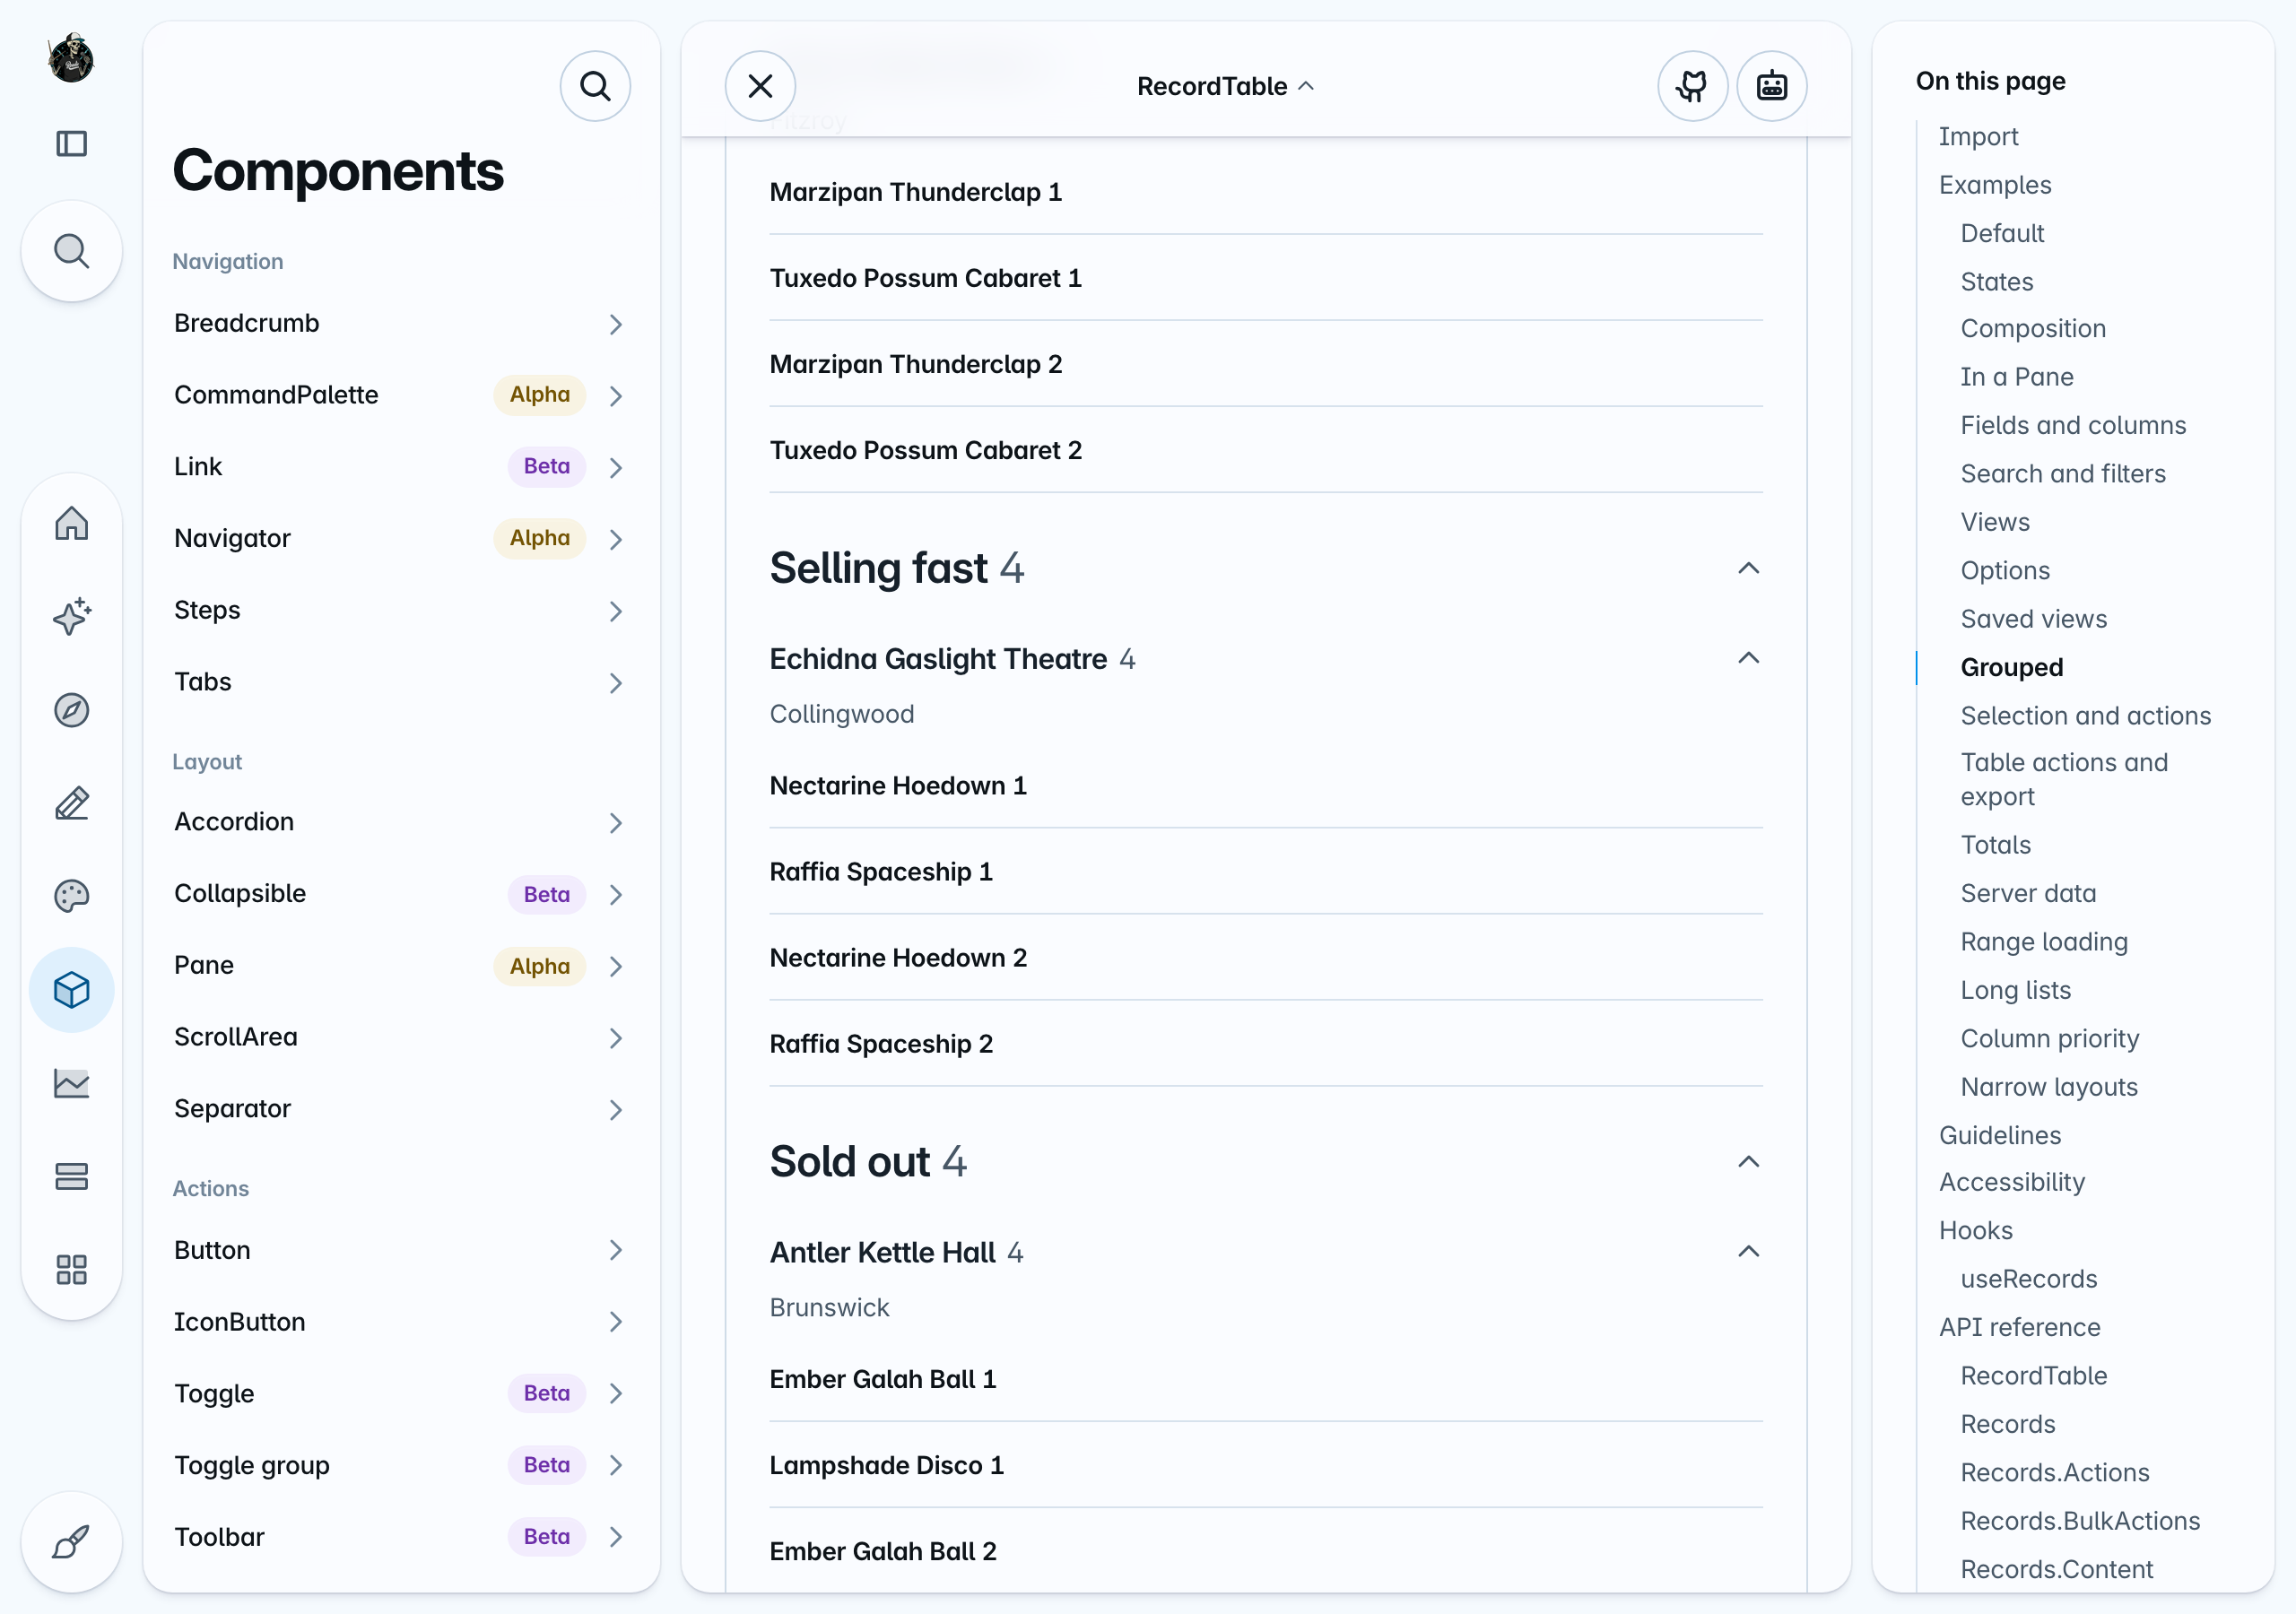 Components
Navigation
Breadcrumb
CommandPalette Alpha
Link Beta
Navigator Alpha
Steps
Tabs
Layout
Accordion
Collapsible Beta
Pane Alpha
ScrollArea
Separator
Actions
Button
IconButton
Toggle Beta
Toggle group Beta
Toolbar Beta
RecordTable
Fitzroy
Marzipan Thunderclap 1
Tuxedo Possum Cabaret 1
Marzipan Thunderclap 2
Tuxedo Possum Cabaret 2
Selling fast 4
Echidna Gaslight Theatre 4
Collingwood
Nectarine Hoedown 1
Raffia Spaceship 1
Nectarine Hoedown 2
Raffia Spaceship 2
Sold out 4
Antler Kettle Hall 4
Brunswick
Ember Galah Ball 1
Lampshade Disco 1
Ember Galah Ball 2
On this page
Import
Examples
Default
States
Composition
In a Pane
Fields and columns
Search and filters
Views
Options
Saved views
Grouped
Selection and actions
Table actions and
export
Totals
Server data
Range loading
Long lists
Column priority
Narrow layouts
Guidelines
Accessibility
Hooks
useRecords
API reference
RecordTable
Records
Records.Actions
Records.BulkActions
Records.Content